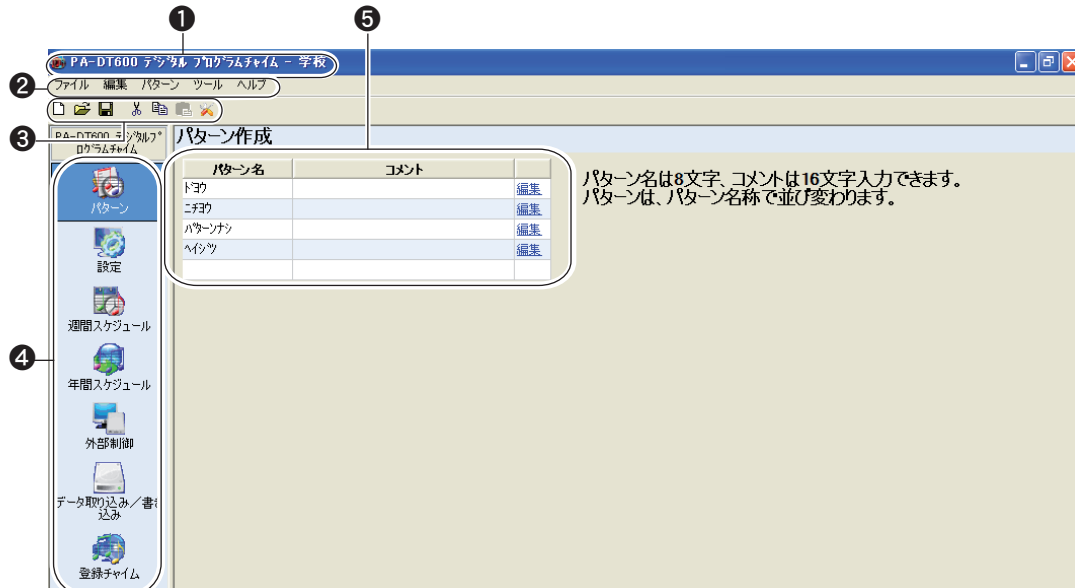 ❶
❺
PA-DT600 デジタル プログラムチャイム - 学校
❷
ファイル 編集 パターン ツール ヘルプ
❸
PA-DT600 デジタルプ
ログラムチャイム
パターン作成
パターン名 コメント
ドヨウ 編集
ニチヨウ 編集
パターンナシ 編集
ヘイジツ 編集
パターン名は8文字、コメントは16文字入力できます。
パターンは、パターン名称で並び変わります。
❹
パターン
設定
週間スケジュール
年間スケジュール
外部制御
データ取り込み／書き
込み
登録チャイム